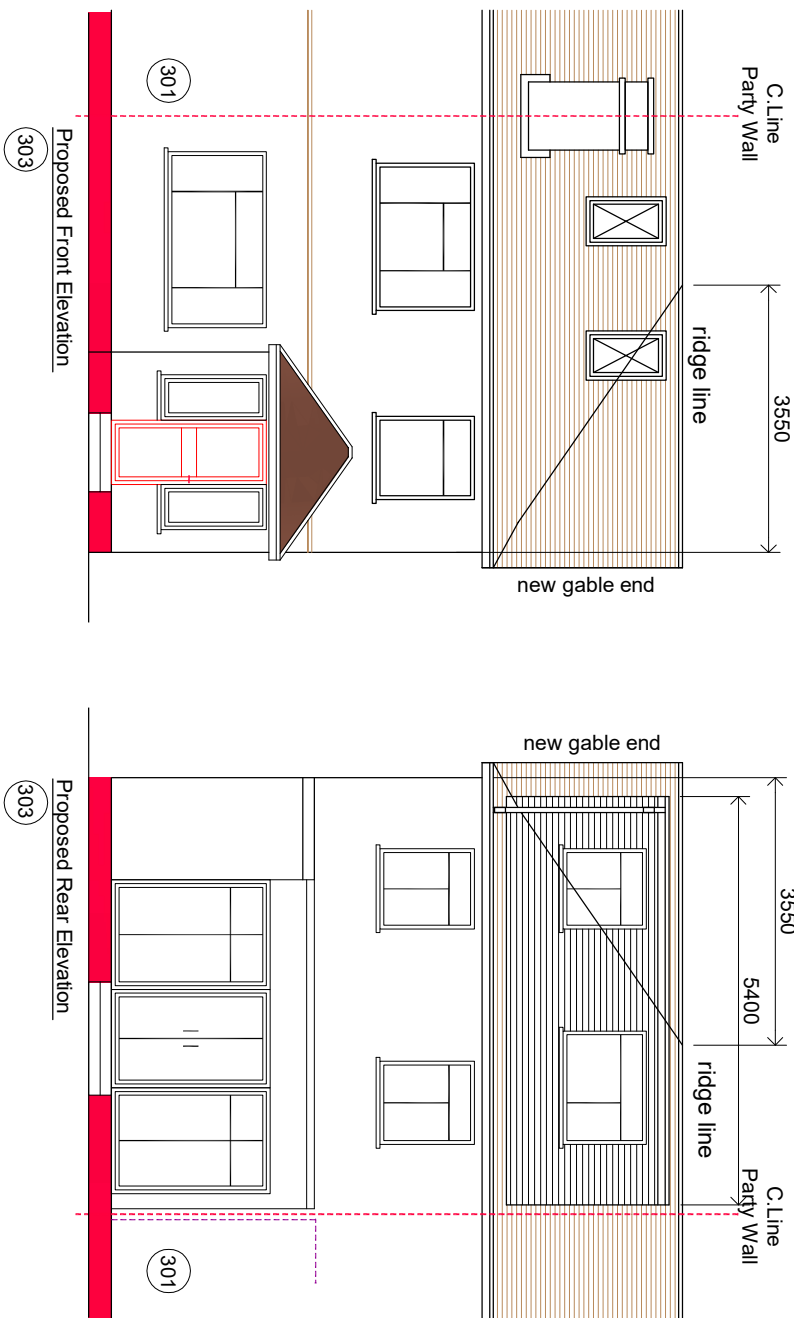 C.Line
Party Wall
3550
ridge line
new gable end
301
Proposed Front Elevation
303
new gable end
3550
5400
ridge line
C.Line
Party Wall
Proposed Rear Elevation
303
301